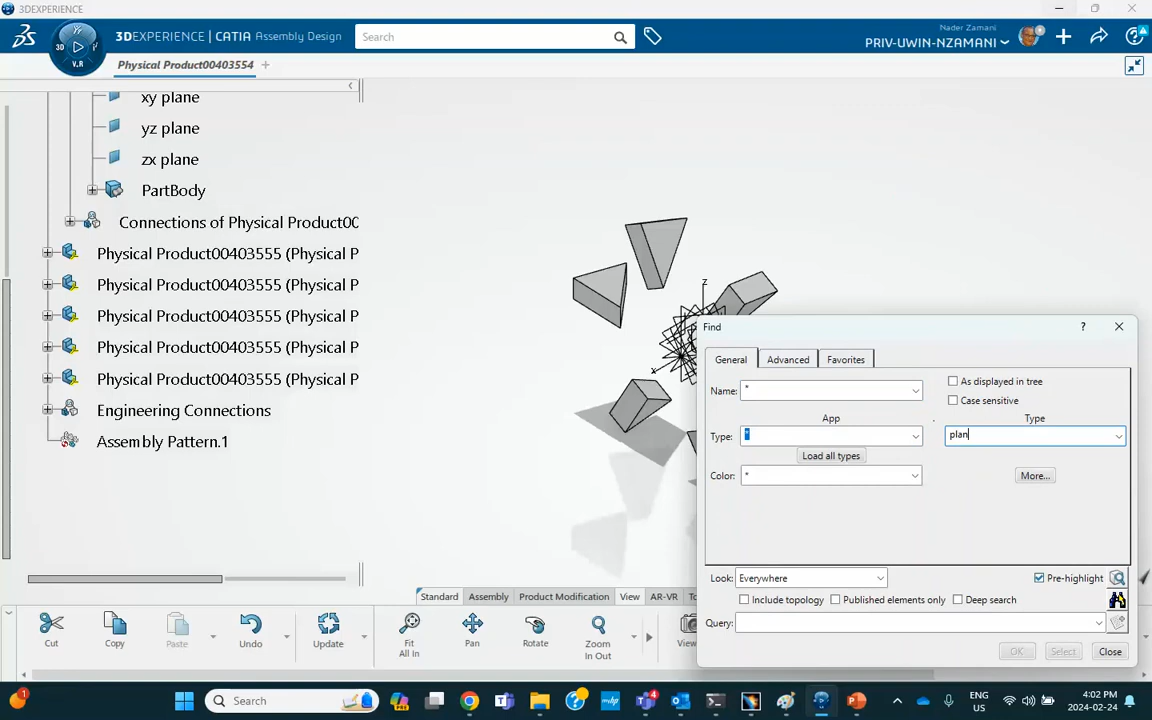 3DEXPERIENCE
3DEXPERIENCE | CATIA Assembly Design
Search
Nader Zamani
PRIV-UWIN-NZAMANI
3D
V.R
Physical Product00403554
xy plane
yz plane
zx plane
PartBody
Connections of Physical Product00
Physical Product00403555 (Physical P
Physical Product00403555 (Physical P
Physical Product00403555 (Physical P
Physical Product00403555 (Physical P
Physical Product00403555 (Physical P
Engineering Connections
Assembly Pattern.1
z
x
Find
?
General
Advanced
Favorites
Name: *
As displayed in tree
Case sensitive
App
Type
Type: *
plan
Load all types
Color: *
More...
Look: Everywhere
Pre-highlight
Include topology
Published elements only
Deep search
Query:
OK
Select
Close
Standard
Assembly
Product Modification
View
AR-VR
Cut
Copy
Paste
Undo
Update
Fit All In
Pan
Rotate
Zoom In Out
Search
ENG US
4:02 PM
2024-02-24